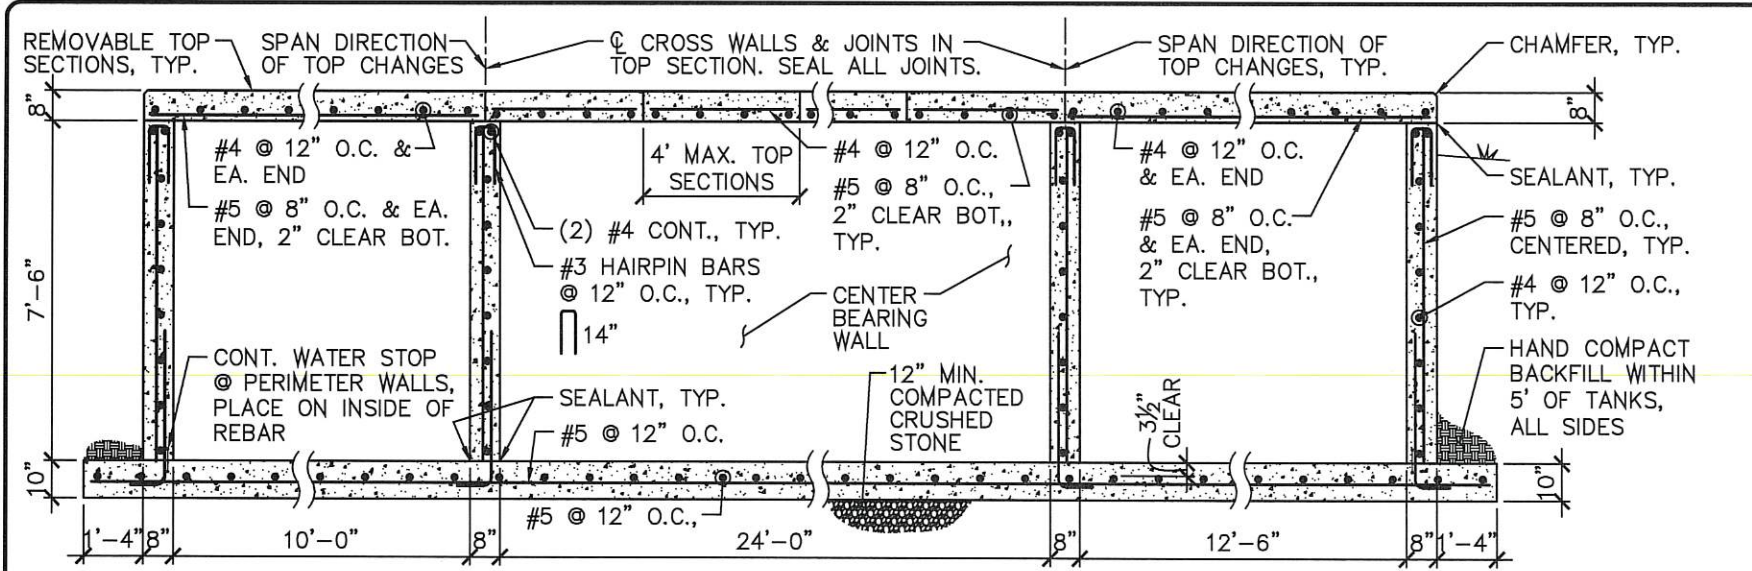 REMOVABLE TOP
SECTIONS, TYP.
SPAN DIRECTION
OF TOP CHANGES
℄ CROSS WALLS & JOINTS IN
TOP SECTION. SEAL ALL JOINTS.
SPAN DIRECTION OF
TOP CHANGES, TYP.
CHAMFER, TYP.
8"
8"
#4 @ 12" O.C. &
EA. END
#5 @ 8" O.C. & EA.
END, 2" CLEAR BOT.
4' MAX. TOP
SECTIONS
#4 @ 12" O.C.
#5 @ 8" O.C.,
2" CLEAR BOT.,
TYP.
#4 @ 12" O.C.
& EA. END
#5 @ 8" O.C.
& EA. END,
2" CLEAR BOT.,
TYP.
SEALANT, TYP.
#5 @ 8" O.C.,
CENTERED, TYP.
#4 @ 12" O.C.,
TYP.
(2) #4 CONT., TYP.
#3 HAIRPIN BARS
@ 12" O.C., TYP.
14"
7'-6"
CENTER
BEARING
WALL
CONT. WATER STOP
@ PERIMETER WALLS,
PLACE ON INSIDE OF
REBAR
SEALANT, TYP.
#5 @ 12" O.C.
12" MIN.
COMPACTED
CRUSHED
STONE
3½"
CLEAR
HAND COMPACT
BACKFILL WITHIN
5' OF TANKS,
ALL SIDES
10"
10"
#5 @ 12" O.C.,
1'-4"
8"
10'-0"
8"
24'-0"
8"
12'-6"
8"
1'-4"